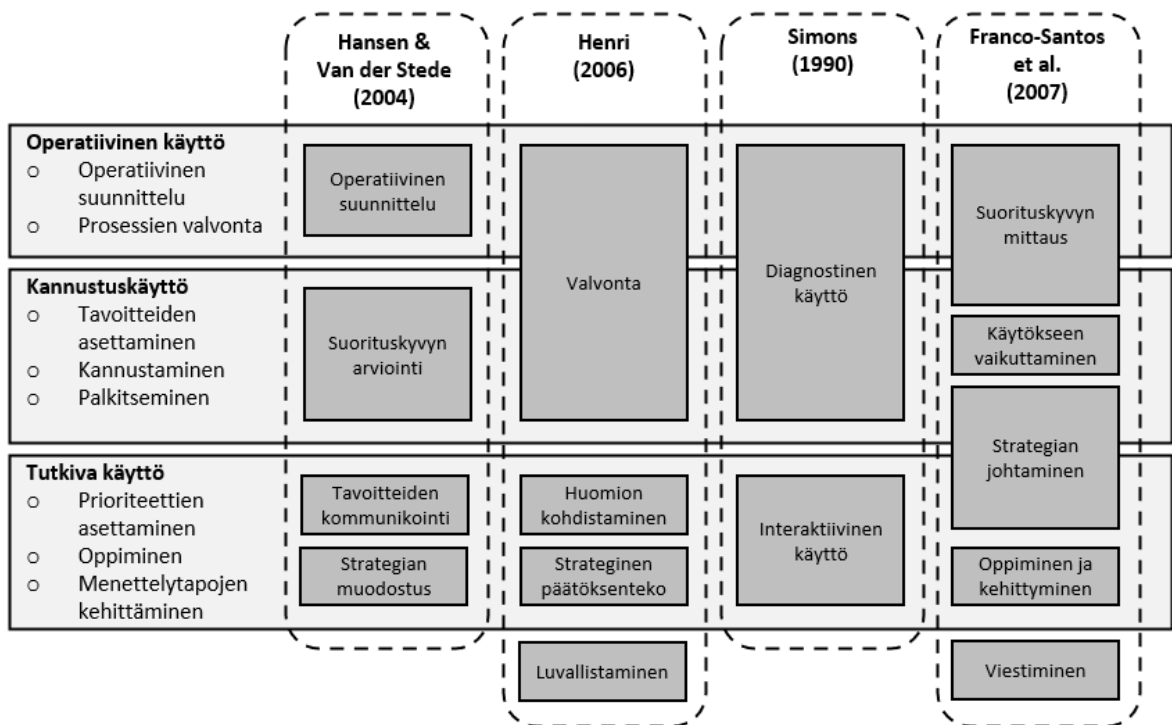 Hansen &
Van der Stede
(2004)
Henri
(2006)
Simons
(1990)
Franco-Santos
et al.
(2007)
Operatiivinen käyttö
o Operatiivinen
suunnittelu
o Prosessien valvonta
Operatiivinen
suunnittelu
Valvonta
Diagnostinen
käyttö
Suorituskyvyn
mittaus
Kannustuskäyttö
o Tavoitteiden
asettaminen
o Kannustaminen
o Palkitseminen
Suorituskyvyn
arviointi
Käytökseen
vaikuttaminen
Strategian
johtaminen
Tutkiva käyttö
o Prioriteettien
asettaminen
o Oppiminen
o Menettelytapojen
kehittäminen
Tavoitteiden
kommunikointi
Strategian
muodostus
Huomion
kohdistaminen
Strateginen
päätöksenteko
Interaktiivinen
käyttö
Oppiminen ja
kehittyminen
Luvallistaminen
Viestiminen